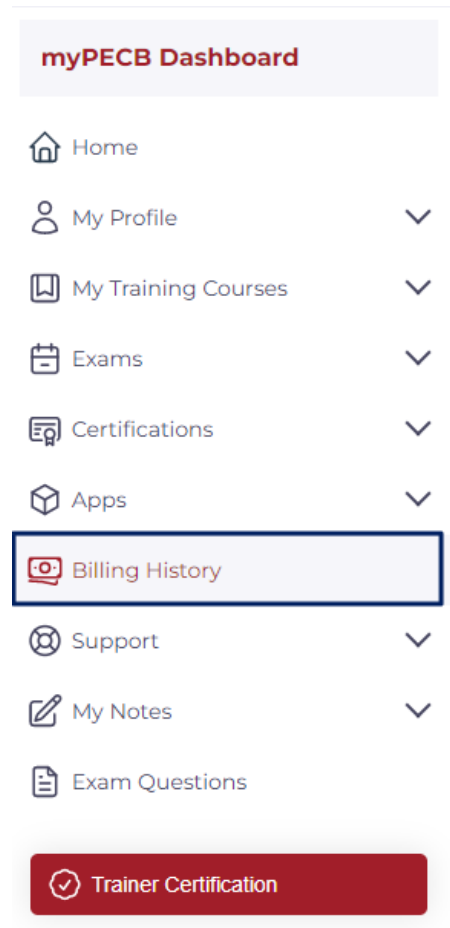 myPECB Dashboard
Home
My Profile
My Training Courses
Exams
Certifications
Apps
Billing History
Support
My Notes
Exam Questions
Trainer Certification